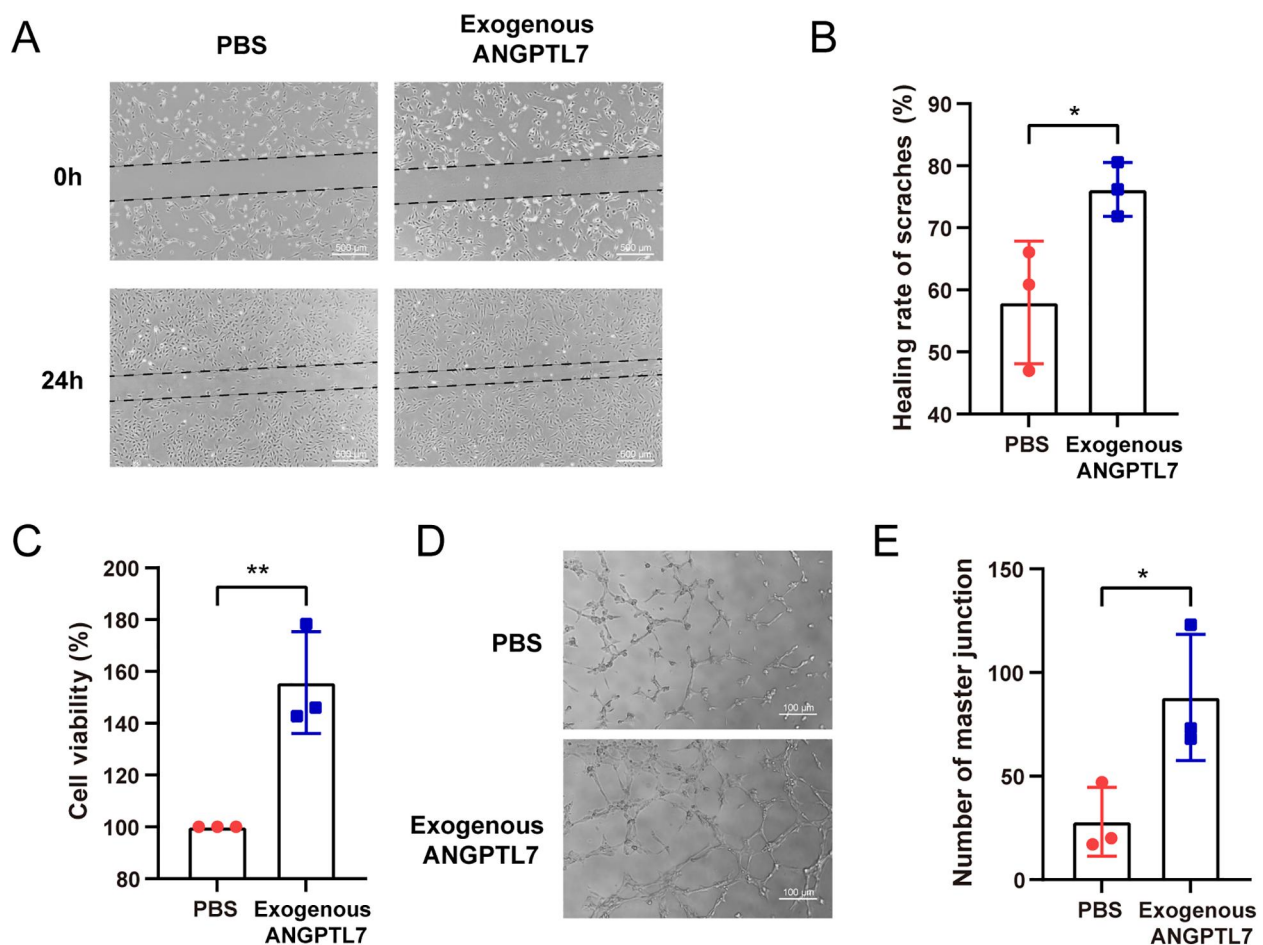 A
PBS
Exogenous
ANGPTL7
0h
500 µm
500 µm
24h
500 µm
500 µm
B
Healing rate of scraches (%)
90
80
70
60
50
40
*
PBS
Exogenous
ANGPTL7
C
Cell viability (%)
200
180
160
140
120
100
80
**
PBS
Exogenous
ANGPTL7
D
PBS
100 µm
Exogenous
ANGPTL7
100 µm
E
Number of master junction
150
100
50
0
*
PBS
Exogenous
ANGPTL7